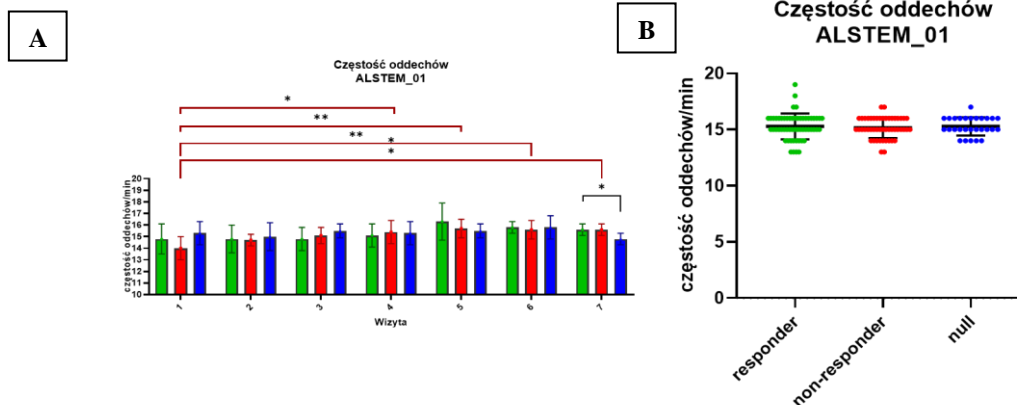 A
Częstość oddechów
ALSTEM_01
*
**
**
*
*
*
częstość oddechów/min
20
19
18
17
16
15
14
13
12
11
10
1
2
3
4
5
6
7
Wizyta
B
Częstość oddechów
ALSTEM_01
częstość oddechów/min
20
15
10
5
0
responder
non-responder
null